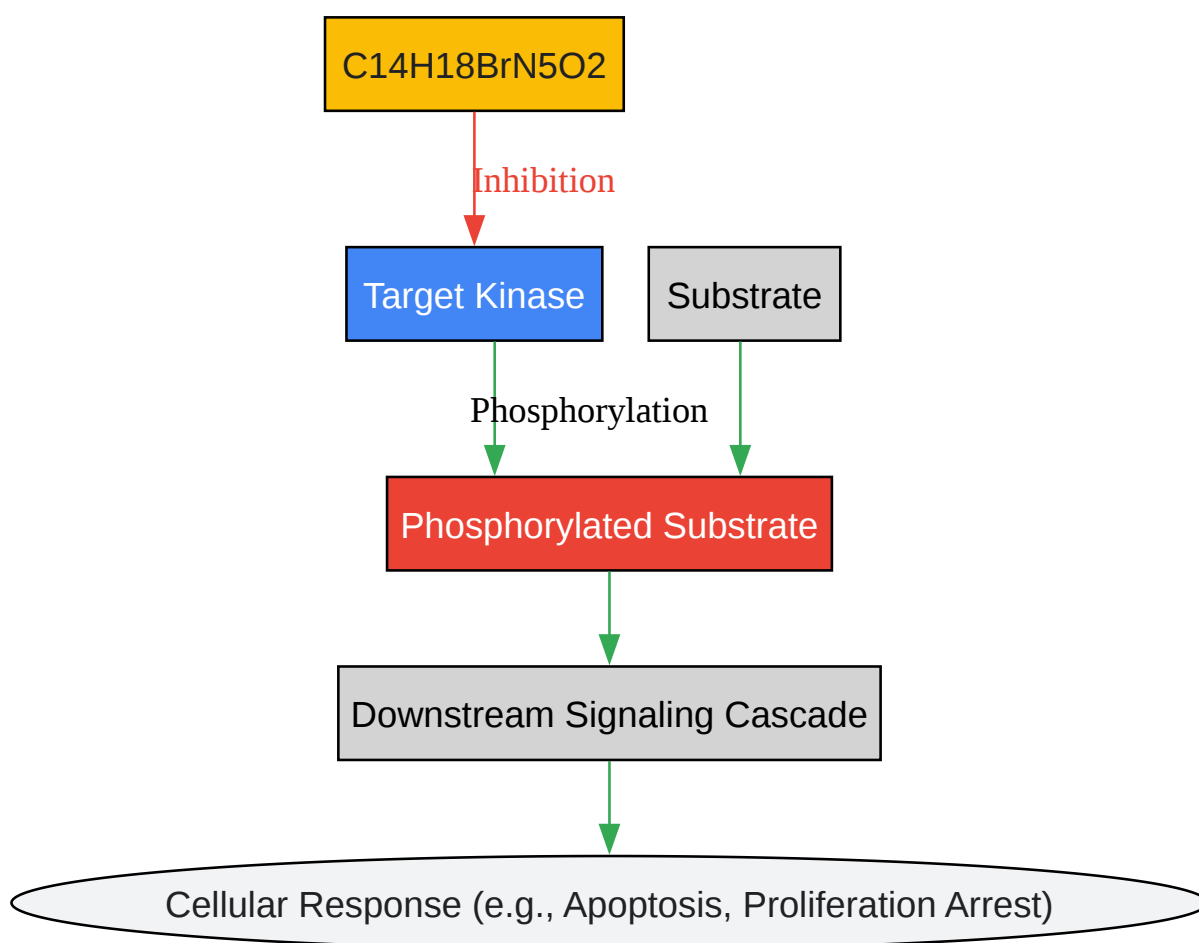 C14H18BrN5O2
Inhibition
Target Kinase
Substrate
Phosphorylation
Phosphorylated Substrate
Downstream Signaling Cascade
Cellular Response (e.g., Apoptosis, Proliferation Arrest)